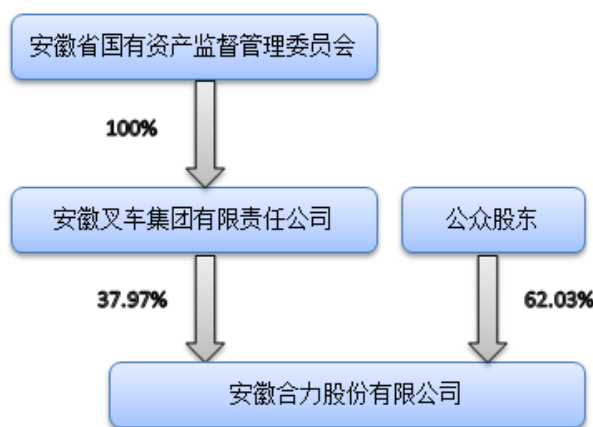 安徽省国有资产监督管理委员会
100%
安徽叉车集团有限责任公司
公众股东
37.97%
62.03%
安徽合力股份有限公司